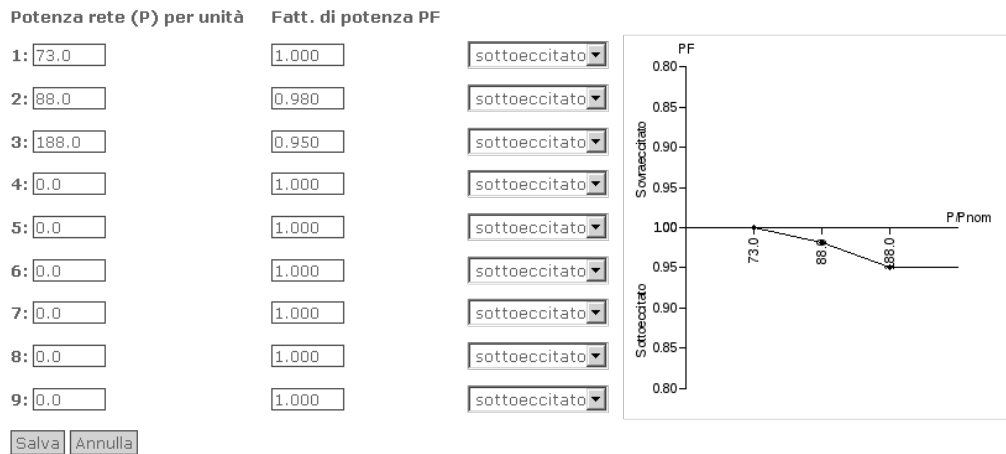 Potenza rete (P) per unità Fatt. di potenza PF
1: 73.0 1.000 sottoeccitato
2: 88.0 0.980 sottoeccitato
3: 188.0 0.950 sottoeccitato
4: 0.0 1.000 sottoeccitato
5: 0.0 1.000 sottoeccitato
6: 0.0 1.000 sottoeccitato
7: 0.0 1.000 sottoeccitato
8: 0.0 1.000 sottoeccitato
9: 0.0 1.000 sottoeccitato
Salva Annulla
PF
0.80
0.85
0.90
0.95
1.00
0.95
0.90
0.85
0.80
Sovraeccitato
Sottoeccitato
P/Pnom
73.0
88.0
188.0